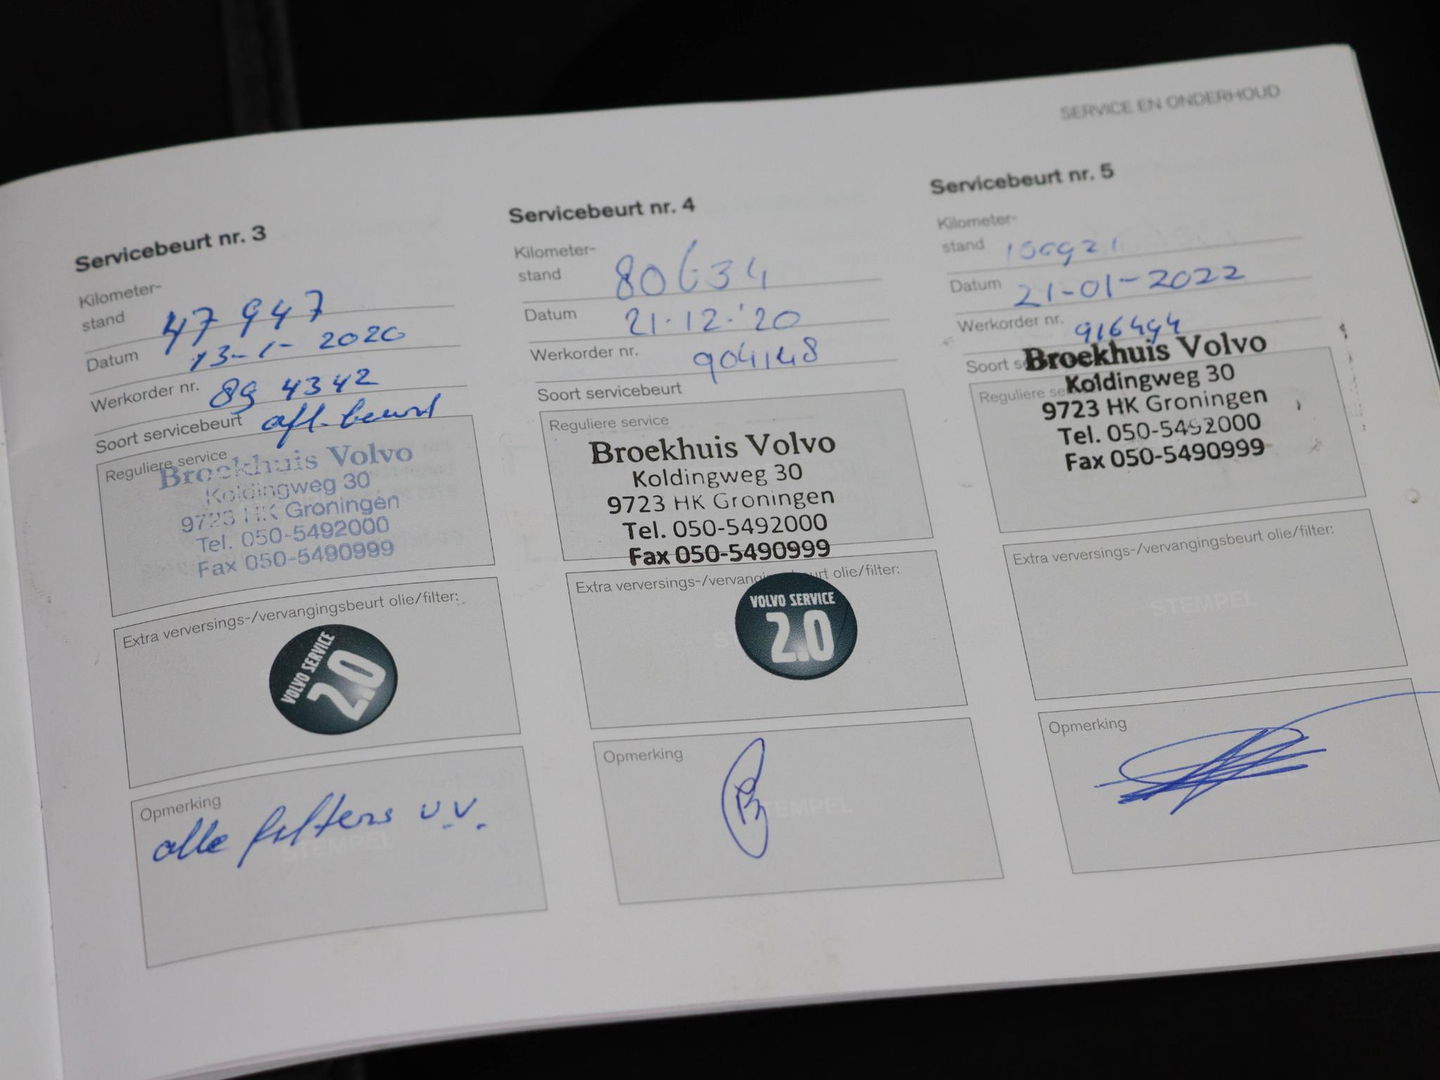 SERVICE EN ONDERHOUD
Servicebeurt nr. 3
Kilometer-
stand 47 947
Datum 13-1-2020
Werkorder nr. 89 4342
Soort servicebeurt afl. beurt
Reguliere service
Broekhuis Volvo
Koldingweg 30
9723 HK Groningen
Tel. 050-5492000
Fax 050-5490999
Extra verversings-/vervangingsbeurt olie/filter:
VOLVO SERVICE
2.0
Opmerking
alle filters v.v.
STEMPEL
Servicebeurt nr. 4
Kilometer-
stand 80634
Datum 21-12-'20
Werkorder nr. 904148
Soort servicebeurt
Reguliere service
Broekhuis Volvo
Koldingweg 30
9723 HK Groningen
Tel. 050-5492000
Fax 050-5490999
Extra verversings-/vervangingsbeurt olie/filter:
VOLVO SERVICE
2.0
Opmerking
STEMPEL
Servicebeurt nr. 5
Kilometer-
stand
Datum 21-01-2022
Werkorder nr. 916494
Soort
Reguliere
Broekhuis Volvo
Koldingweg 30
9723 HK Groningen
Tel. 050-5492000
Fax 050-5490999
Extra verversings-/vervangingsbeurt olie/filter:
STEMPEL
Opmerking